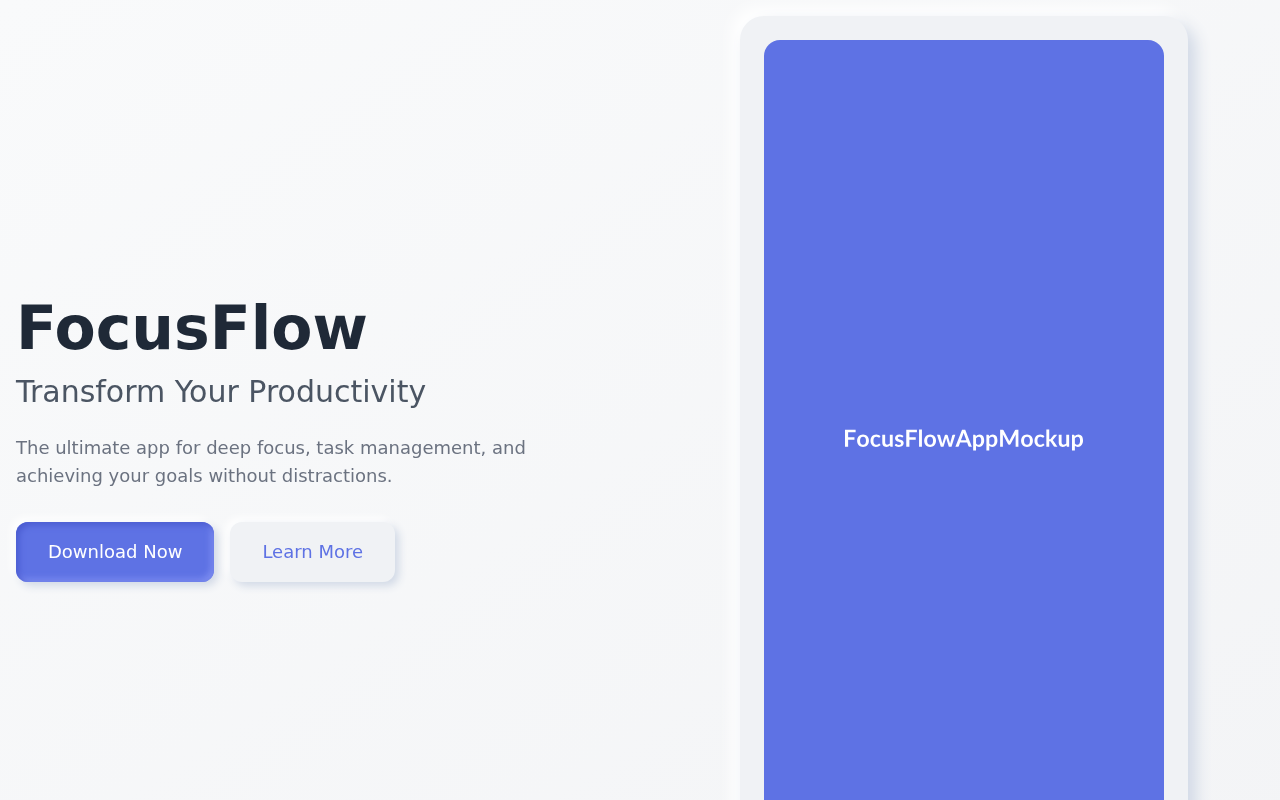 FocusFlow
Transform Your Productivity
The ultimate app for deep focus, task management, and
achieving your goals without distractions.
Download Now
Learn More
FocusFlowAppMockup